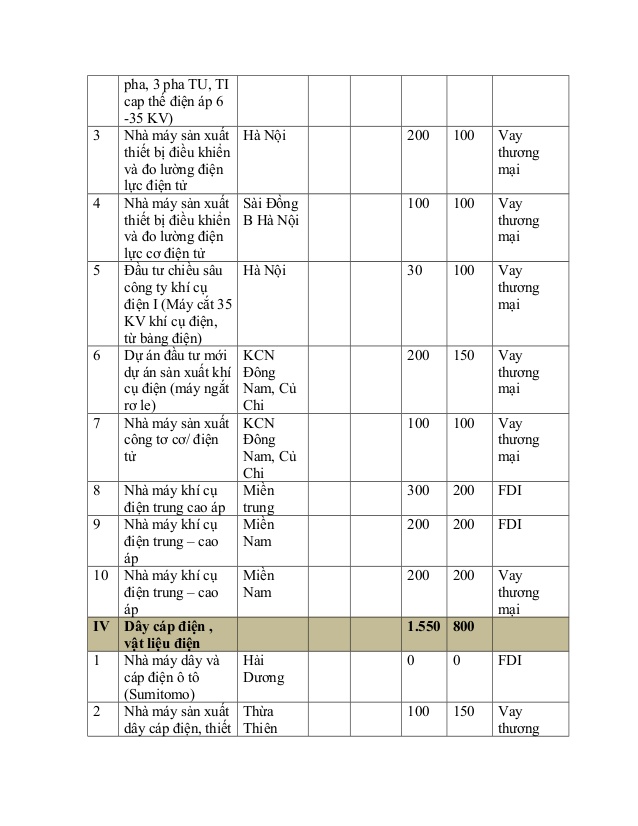 pha, 3 pha TU, TI
cap thế điện áp 6
-35 KV)
3 Nhà máy sản xuất Hà Nội 200 100 Vay
thiết bị điều khiển thương
và đo lường điện mại
lực điện tử
4 Nhà máy sản xuất Sài Đồng 100 100 Vay
thiết bị điều khiển B Hà Nội thương
và đo lường điện mại
lực cơ điện tử
5 Đầu tư chiều sâu Hà Nội 30 100 Vay
công ty khí cụ thương
điện I (Máy cắt 35 mại
KV khí cụ điện,
từ bảng điện)
6 Dự án đầu tư mới KCN 200 150 Vay
dự án sản xuất khí Đông thương
cụ điện (máy ngắt Nam, Củ mại
rơ le) Chi
7 Nhà máy sản xuất KCN 100 100 Vay
công tơ cơ/ điện Đông thương
tử Nam, Củ mại
Chi
8 Nhà máy khí cụ Miền 300 200 FDI
điện trung cao áp trung
9 Nhà máy khí cụ Miền 200 200 FDI
điện trung – cao Nam
áp
10 Nhà máy khí cụ Miền 200 200 Vay
điện trung – cao Nam thương
áp mại
IV Dây cáp điện , 1.550 800
vật liệu điện
1 Nhà máy dây và Hải 0 0 FDI
cáp điện ô tô Dương
(Sumitomo)
2 Nhà máy sản xuất Thừa 100 150 Vay
dây cáp điện, thiết Thiên thương